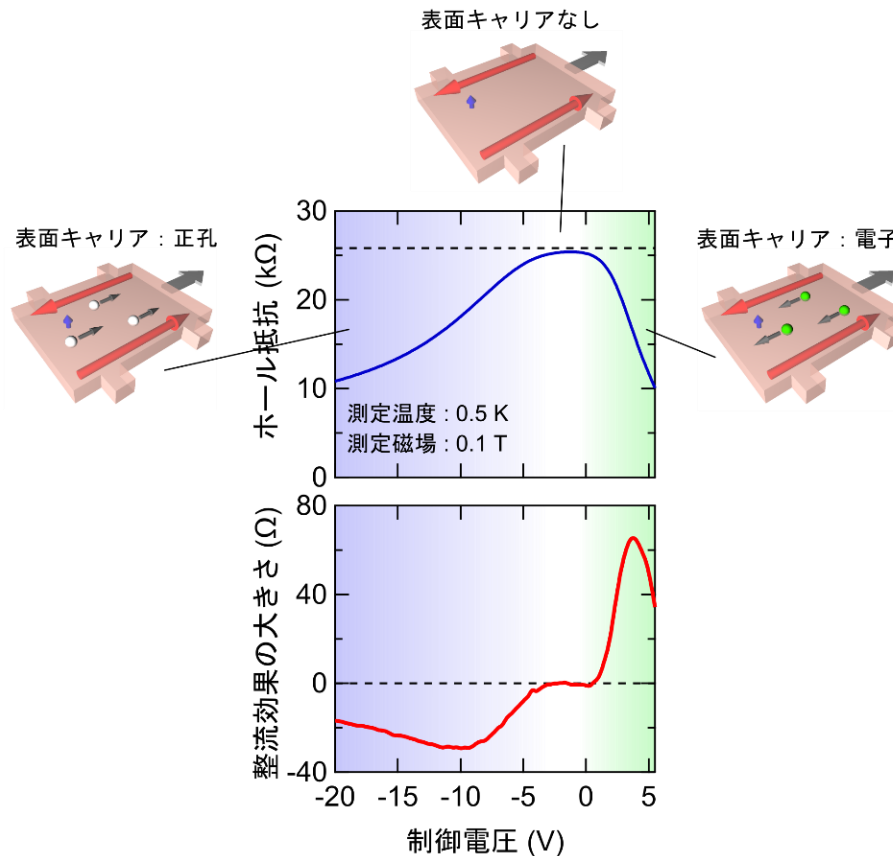 表面キャリアなし
表面キャリア：正孔
表面キャリア：電子
ホール抵抗 (kΩ)
30
20
10
0
測定温度 : 0.5 K
測定磁場 : 0.1 T
整流効果の大きさ (Ω)
80
40
0
-40
-20
-15
-10
-5
0
5
制御電圧 (V)